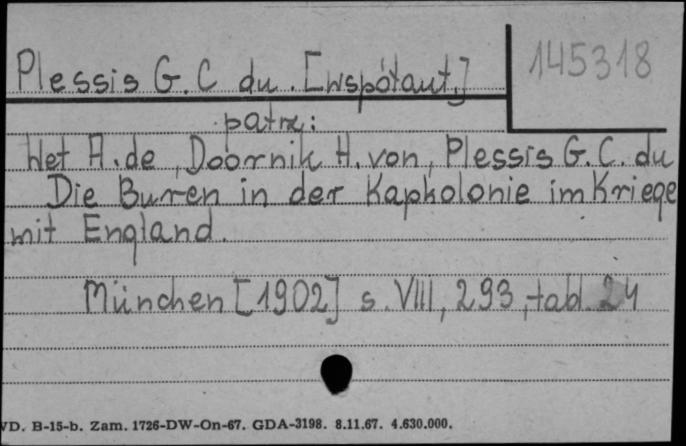 145318
Plessis G. C du. [współaut.]
patrz:
Wet A. de, Doornik H. von, Plessis G. C. du
Die Buren in der Kapkolonie im Kriege
mit England.
München [1902] s. VIII, 293, tabl. 24
VD. B-15-b. Zam. 1726-DW-On-67. GDA-3198. 8.11.67. 4.630.000.